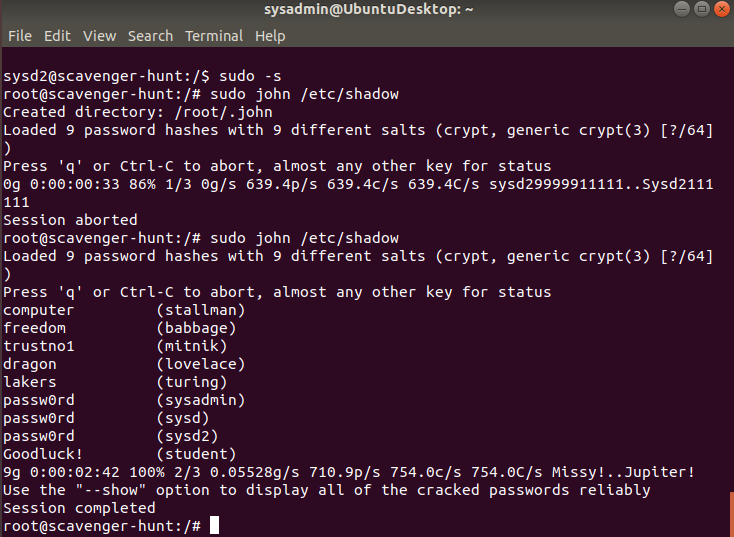 sysadmin@UbuntuDesktop: ~
File Edit View Search Terminal Help
sysd2@scavenger-hunt:/$ sudo -s
root@scavenger-hunt:/# sudo john /etc/shadow
Created directory: /root/.john
Loaded 9 password hashes with 9 different salts (crypt, generic crypt(3) [?/64]
)
Press 'q' or Ctrl-C to abort, almost any other key for status
0g 0:00:00:33 86% 1/3 0g/s 639.4p/s 639.4c/s 639.4C/s sysd29999911111..Sysd2111
111
Session aborted
root@scavenger-hunt:/# sudo john /etc/shadow
Loaded 9 password hashes with 9 different salts (crypt, generic crypt(3) [?/64]
)
Press 'q' or Ctrl-C to abort, almost any other key for status
computer         (stallman)
freedom          (babbage)
trustno1         (mitnik)
dragon           (lovelace)
lakers           (turing)
passw0rd         (sysadmin)
passw0rd         (sysd)
passw0rd         (sysd2)
Goodluck!        (student)
9g 0:00:02:42 100% 2/3 0.05528g/s 710.9p/s 754.0c/s 754.0C/s Missy!..Jupiter!
Use the "--show" option to display all of the cracked passwords reliably
Session completed
root@scavenger-hunt:/#